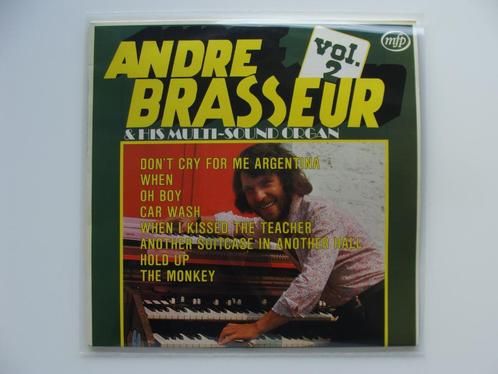 ANDRE
VOL.
2
mfp
BRASSEUR
& HIS MULTI-SOUND ORGAN
DON'T CRY FOR ME ARGENTINA
WHEN
OH BOY
CAR WASH
WHEN I KISSED THE TEACHER
ANOTHER SUITCASE IN ANOTHER HALL
HOLD UP
THE MONKEY